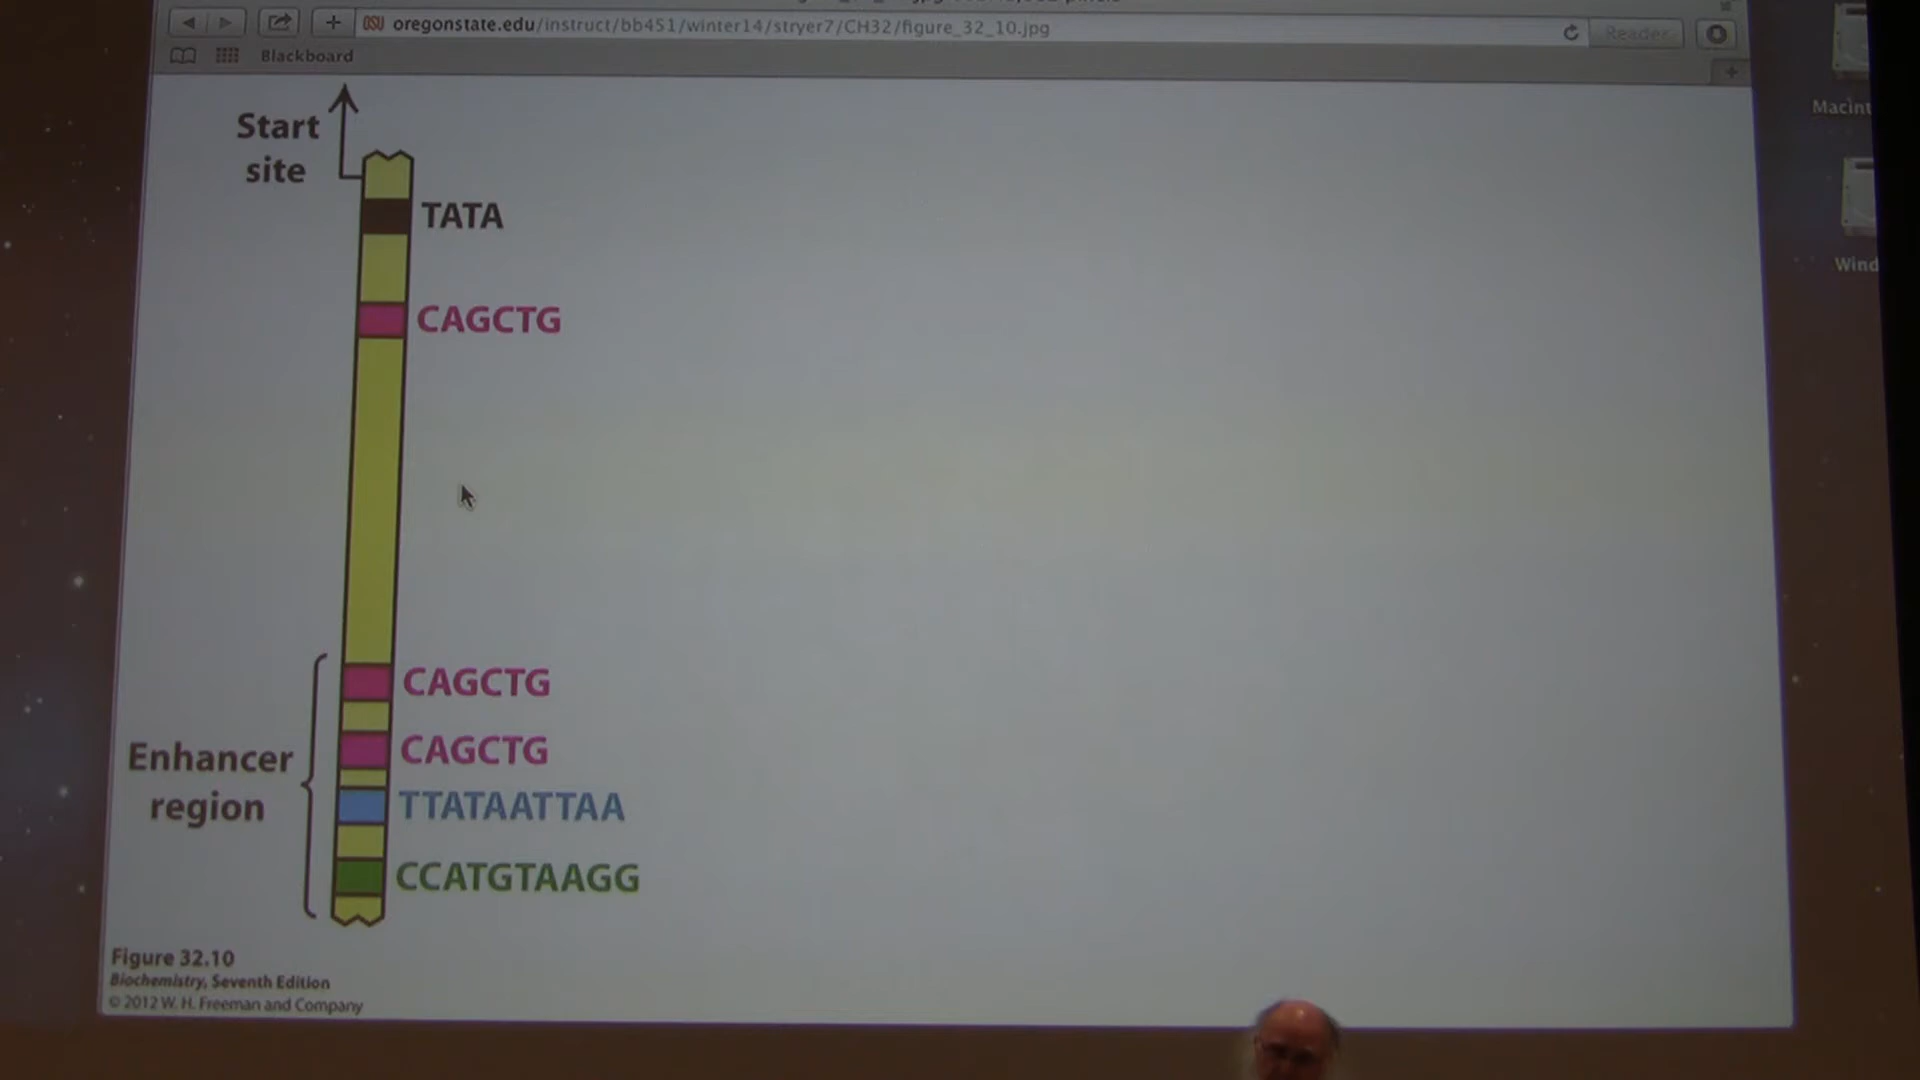 oregonstate.edu/instruct/bb451/winter14/stryer7/CH32/figure_32_10.jpg
Reader
Blackboard
Start
site
TATA
CAGCTG
CAGCTG
CAGCTG
Enhancer
region
TTATAATTAA
CCATGTAAGG
Figure 32.10
Biochemistry, Seventh Edition
© 2012 W. H. Freeman and Company
Macint
Wind